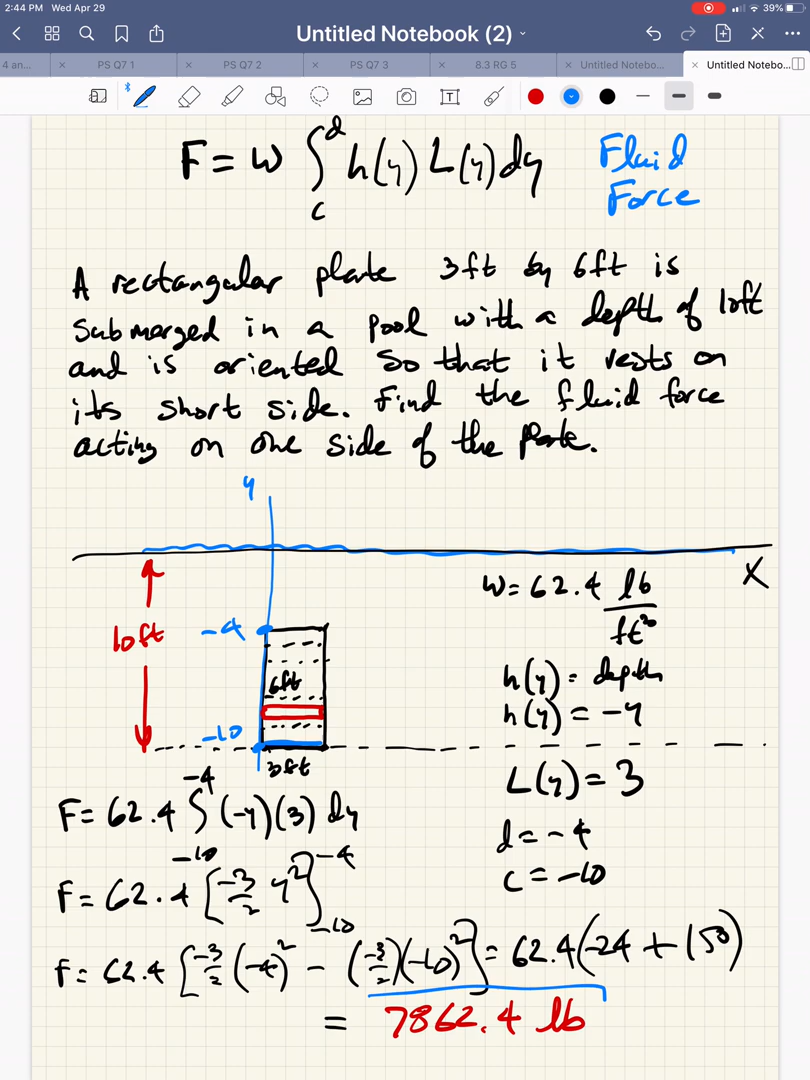 2:44 PM Wed Apr 29
39%
Untitled Notebook (2)
4 an...
PS Q7 1
PS Q7 2
PS Q7 3
8.3 RG 5
Untitled Notebo...
Untitled Notebo...
F = w ∫_c^d h(y) L(y) dy
Fluid
Force
A rectangular plate 3ft by 6ft is
submerged in a pool with a depth of 10ft
and is oriented so that it rests on
its short side. Find the fluid force
acting on one side of the plate.
y
X
10ft
-4
6ft
-10
3ft
w = 62.4 lb/ft³
h(y) = depth
h(y) = -y
L(y) = 3
d = -4
c = -10
F = 62.4 ∫_{-10}^{-4} (-y)(3) dy
F = 62.4 [-3/2 y²]_{-10}^{-4}
F = 62.4 [-3/2 (-4)² - (-3/2)(-10)²] = 62.4(-24 + 150)
= 7862.4 lb